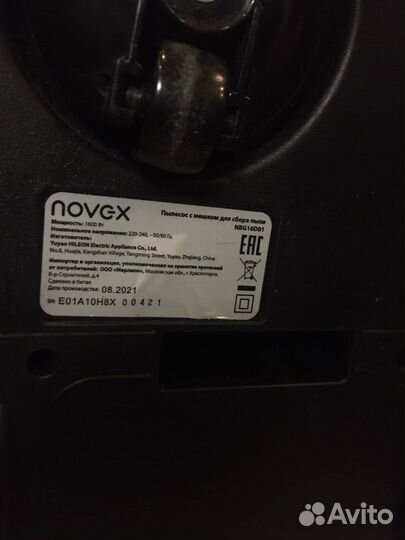 novex
Пылесос с мешком для сбора пыли
NBG16D01
Мощность: 1600 Вт
Номинальное напряжение: 220-240, ~50/60 Гц
Изготовитель:
Yuyao HILEON Electric Appliance Co., Ltd.
No.8, Huajia, Kangshan Village, Yangming Street, Yuyao, Zhejiang, China
EAC
Импортер и организация, уполномоченная на принятие претензий
от потребителей: ООО «Марлион», Московская обл., г. Красногорск,
б-р Строителей, д.4
Сделано в Китае
Дата производства: 08.2021
SN: E01A10H8X 00421
Avito